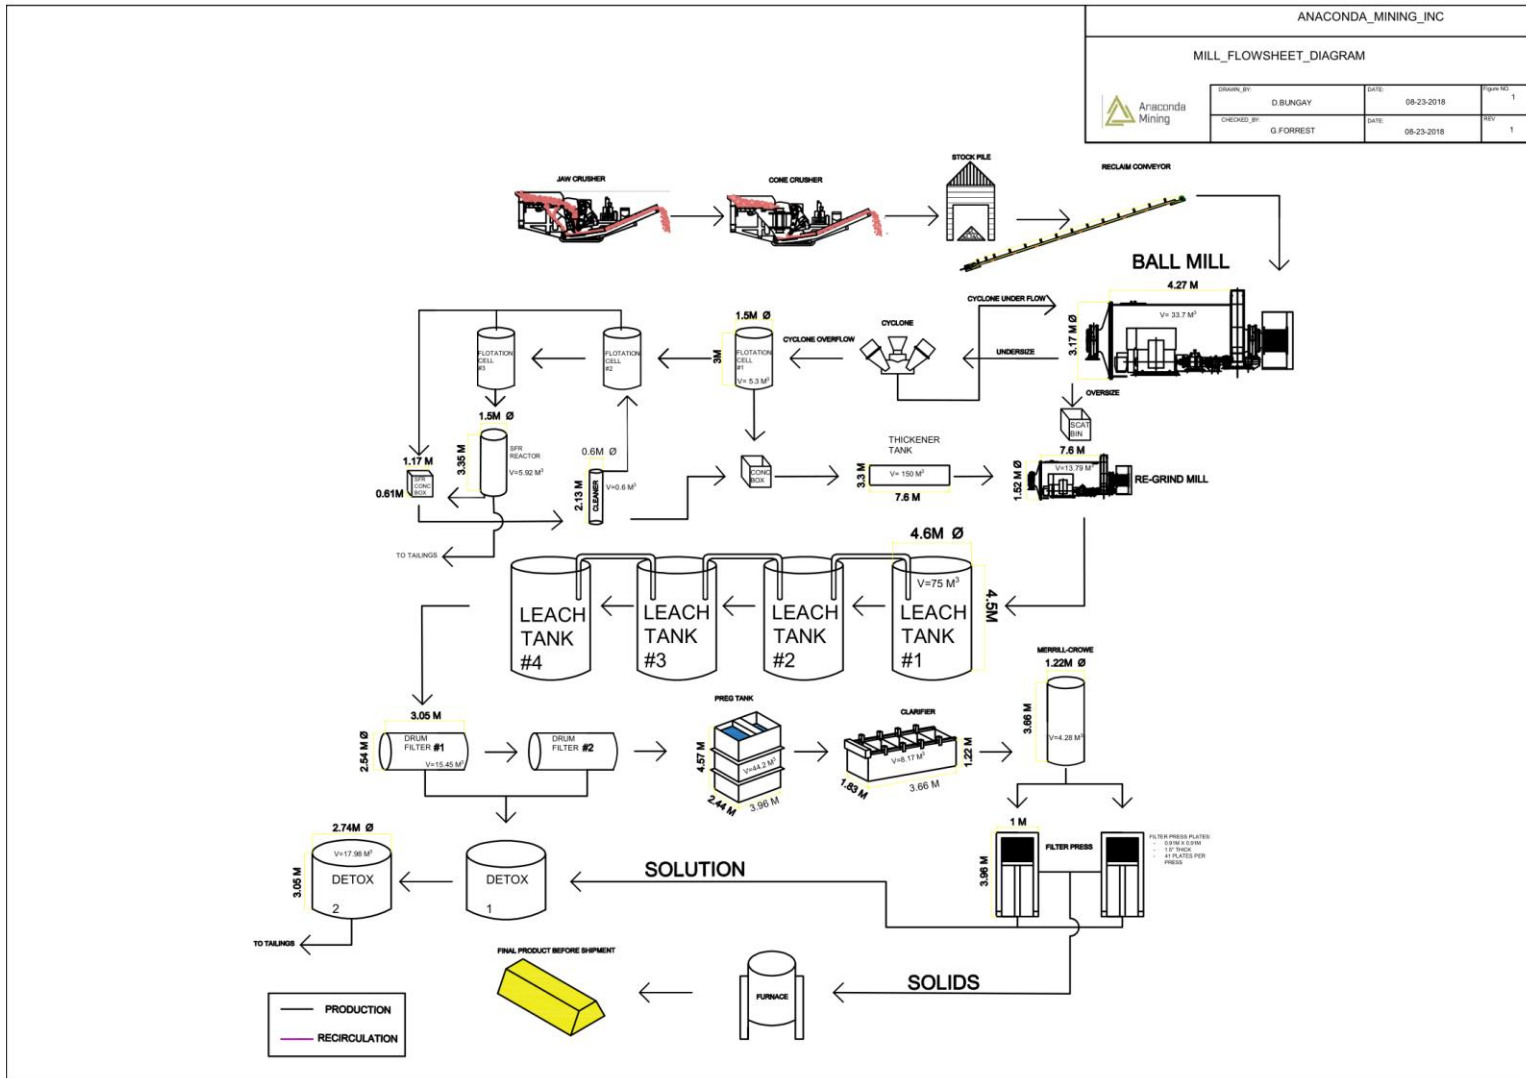 ANACONDA_MINING_INC
MILL_FLOWSHEET_DIAGRAM
Anaconda
Mining
DRAWN_BY:
D.BUNGAY
DATE:
08-23-2018
Figure NO
1
CHECKED_BY:
G.FORREST
DATE:
08-23-2018
REV
1
JAW CRUSHER
CONE CRUSHER
STOCK PILE
RECLAIM CONVEYOR
BALL MILL
4.27 M
V= 33.7 M³
3.17 M Ø
CYCLONE UNDER FLOW
CYCLONE
CYCLONE OVERFLOW
UNDERSIZE
OVERSIZE
1.5M Ø
3M
FLOTATION
CELL
#1
V= 5.3 M³
FLOTATION
CELL
#2
FLOTATION
CELL
#3
1.5M Ø
3.35 M
SFR
REACTOR
V=5.92 M³
1.17 M
0.61M
SFR
CONC
BOX
0.6M Ø
2.13 M
CLEANER
V=0.6 M³
CONC
BOX
THICKENER
TANK
3.3 M
V= 150 M³
7.6 M
SCAT
BIN
7.6 M
1.52 M Ø
V=13.79 M³
RE-GRIND MILL
TO TAILINGS
4.6M Ø
V=75 M³
4.5M
LEACH
TANK
#4
LEACH
TANK
#3
LEACH
TANK
#2
LEACH
TANK
#1
MERRILL-CROWE
1.22M Ø
3.66 M
V=4.28 M³
3.05 M
2.54 M Ø
DRUM
FILTER #1
V=15.45 M³
DRUM
FILTER #2
PREG TANK
4.57 M
V=44.2 M³
2.44 M
3.96 M
CLARIFIER
V=8.17 M³
1.22 M
1.83 M
3.66 M
1 M
3.96 M
FILTER PRESS
FILTER PRESS PLATES:
- 0.91M X 0.91M
- 1.5" THICK
- 41 PLATES PER
PRESS
2.74M Ø
V=17.98 M³
3.05 M
DETOX
2
DETOX
1
SOLUTION
TO TAILINGS
FINAL PRODUCT BEFORE SHIPMENT
FURNACE
SOLIDS
PRODUCTION
RECIRCULATION